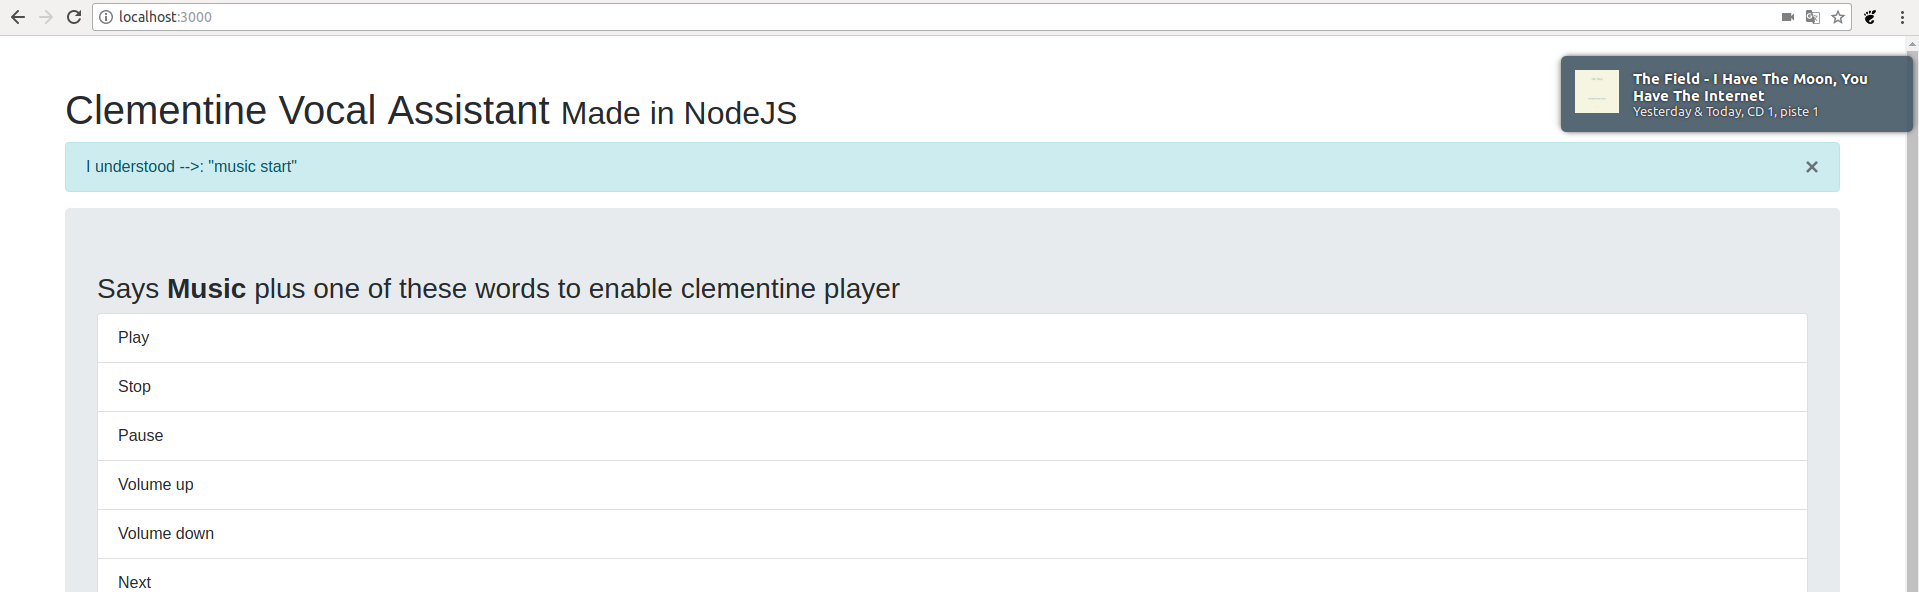 localhost:3000
The Field - I Have The Moon, You
Have The Internet
Yesterday & Today, CD 1, piste 1
Clementine Vocal Assistant Made in NodeJS
I understood -->: "music start"
×
Says Music plus one of these words to enable clementine player
Play
Stop
Pause
Volume up
Volume down
Next